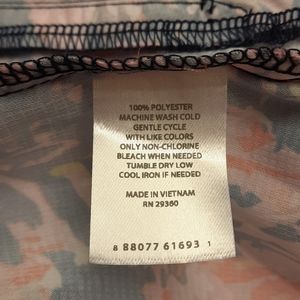 100% POLYESTER
MACHINE WASH COLD
GENTLE CYCLE
WITH LIKE COLORS
ONLY NON-CHLORINE
BLEACH WHEN NEEDED
TUMBLE DRY LOW
COOL IRON IF NEEDED
MADE IN VIETNAM
RN 29360
8 88077 61693 1